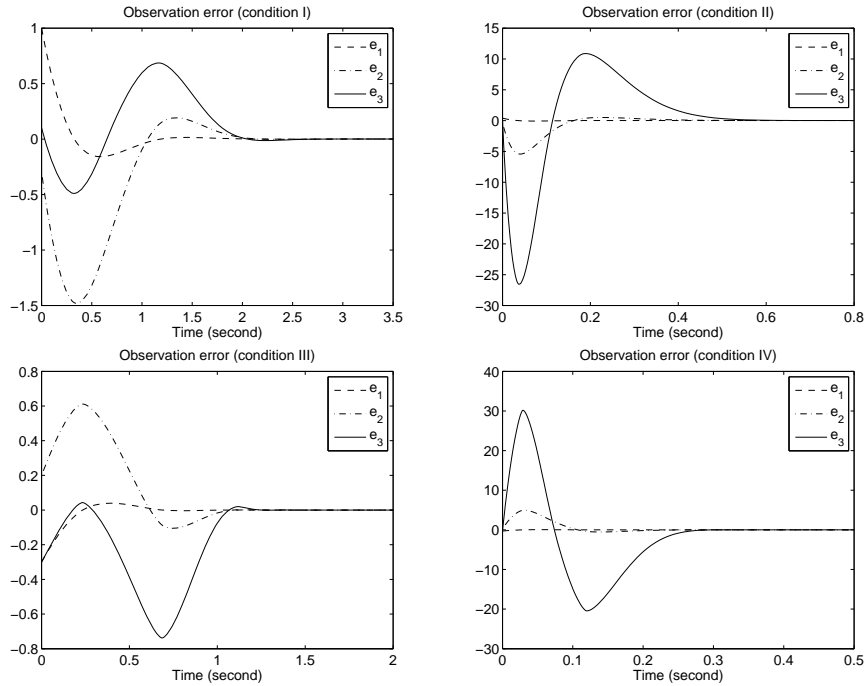 Observation error (condition I)
1
0.5
0
−0.5
−1
−1.5
0 0.5 1 1.5 2 2.5 3 3.5
Time (second)
e1
e2
e3
Observation error (condition II)
15
10
5
0
−5
−10
−15
−20
−25
−30
0 0.2 0.4 0.6 0.8
Time (second)
e1
e2
e3
Observation error (condition III)
0.8
0.6
0.4
0.2
0
−0.2
−0.4
−0.6
−0.8
0 0.5 1 1.5 2
Time (second)
e1
e2
e3
Observation error (condition IV)
40
30
20
10
0
−10
−20
−30
0 0.1 0.2 0.3 0.4 0.5
Time (second)
e1
e2
e3